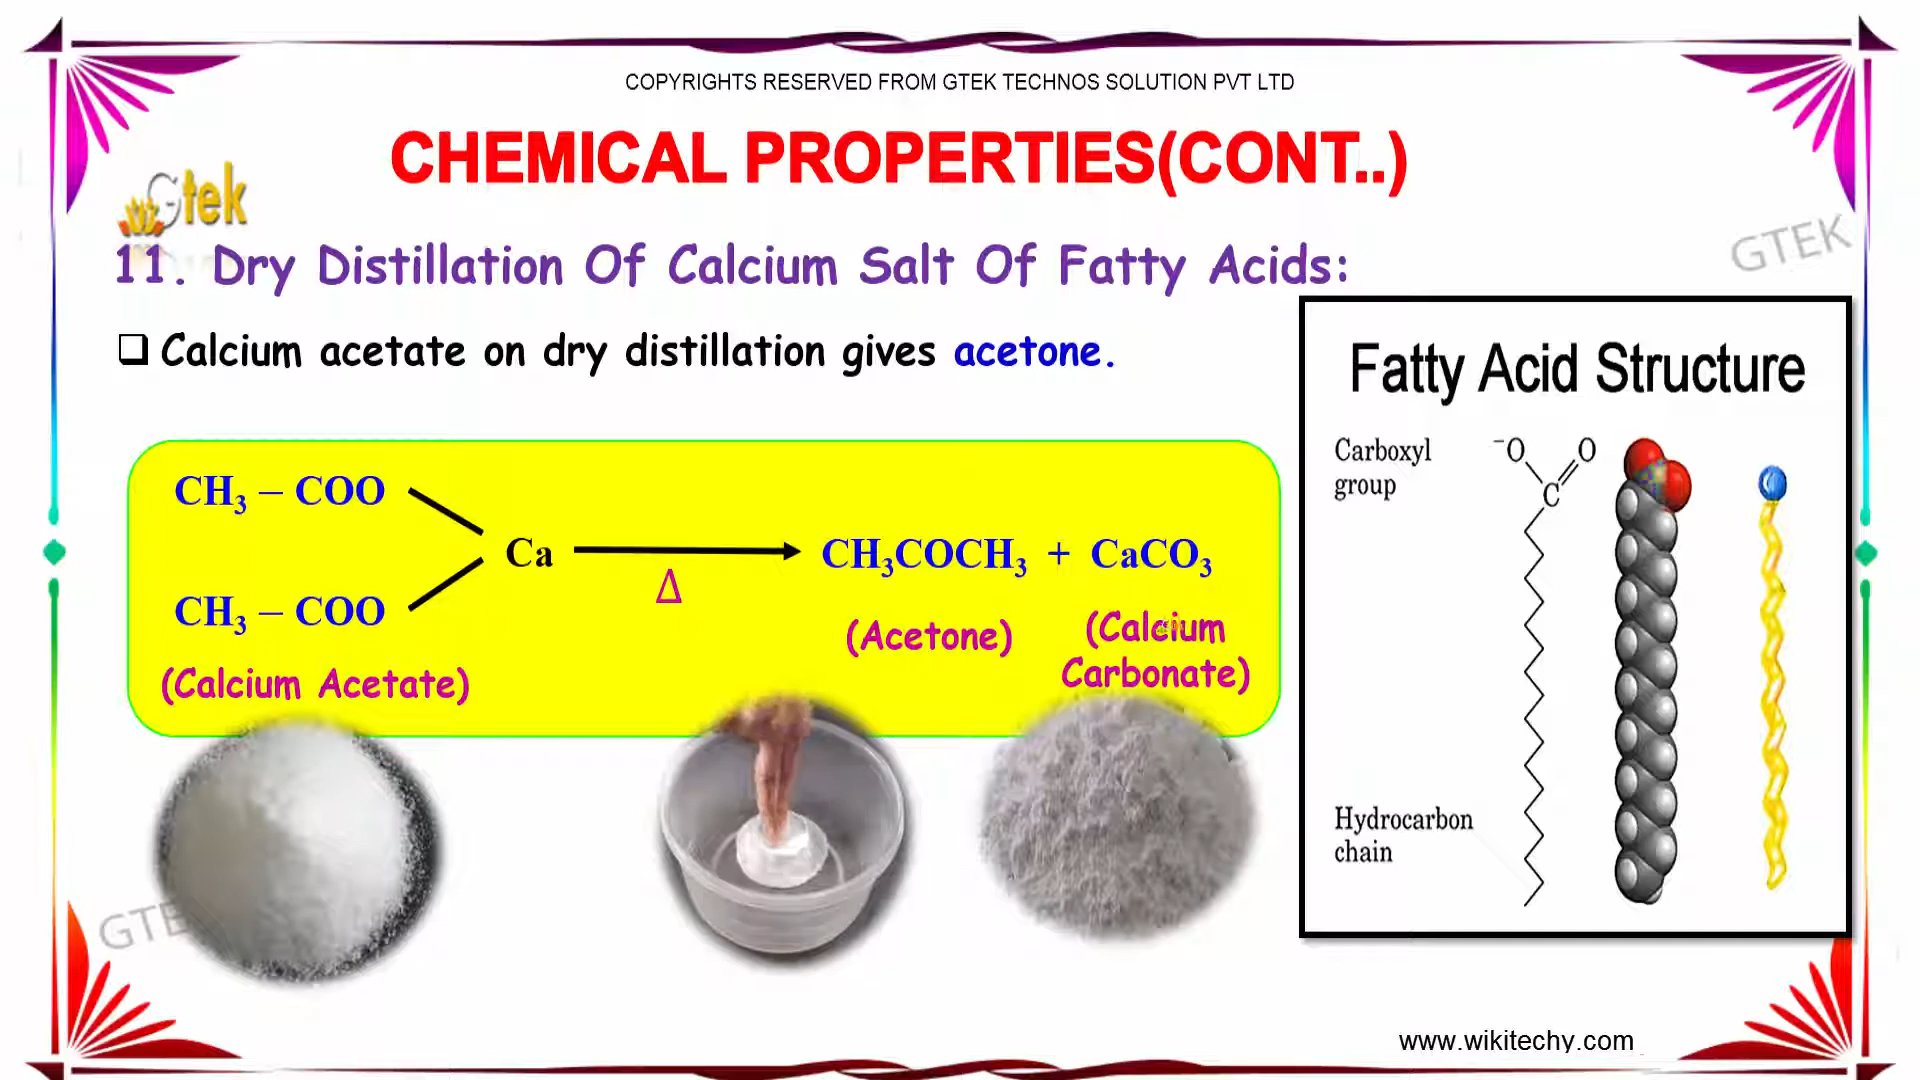 COPYRIGHTS RESERVED FROM GTEK TECHNOS SOLUTION PVT LTD
CHEMICAL PROPERTIES(CONT..)
Gtek
GTEK
11. Dry Distillation Of Calcium Salt Of Fatty Acids:
❑ Calcium acetate on dry distillation gives acetone.
CH₃ – COO
Ca
CH₃COCH₃ + CaCO₃
Δ
CH₃ – COO
(Acetone)
(Calcium
Carbonate)
(Calcium Acetate)
Fatty Acid Structure
Carboxyl
group
⁻O
O
C
Hydrocarbon
chain
GTE
www.wikitechy.com